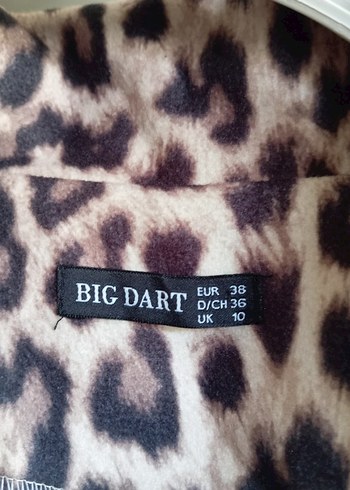 BIG DART
EUR 38
D/CH 36
UK 10